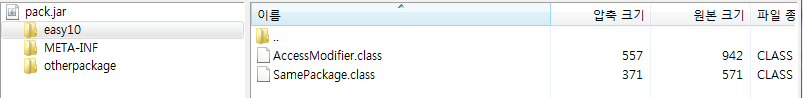 pack.jar
easy10
META-INF
otherpackage
이름 압축 크기 원본 크기 파일 종
..
AccessModifier.class 557 942 CLASS
SamePackage.class 371 571 CLASS